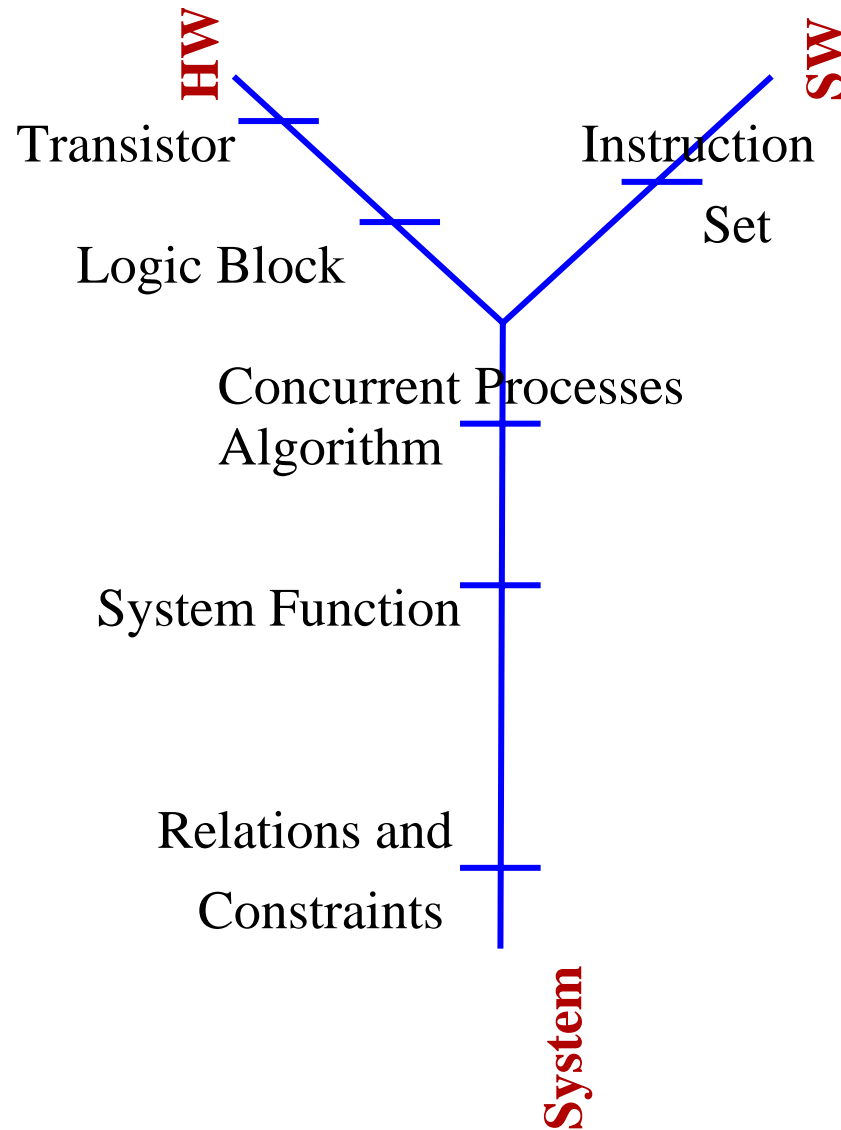 HW
SW
Transistor
Instruction
Set
Logic Block
Concurrent Processes
Algorithm
System Function
Relations and
Constraints
System